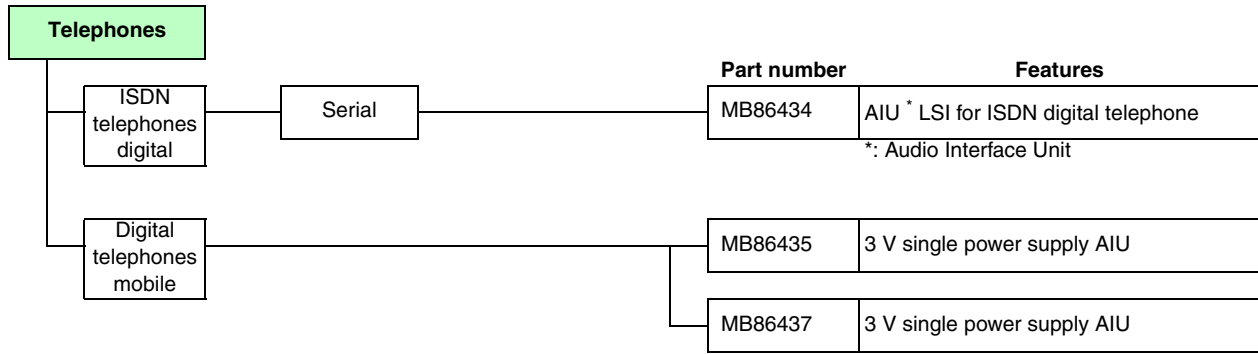 Telephones
Part number Features
ISDN
telephones
digital
Serial
MB86434 AIU * LSI for ISDN digital telephone
*: Audio Interface Unit
Digital
telephones
mobile
MB86435 3 V single power supply AIU
MB86437 3 V single power supply AIU